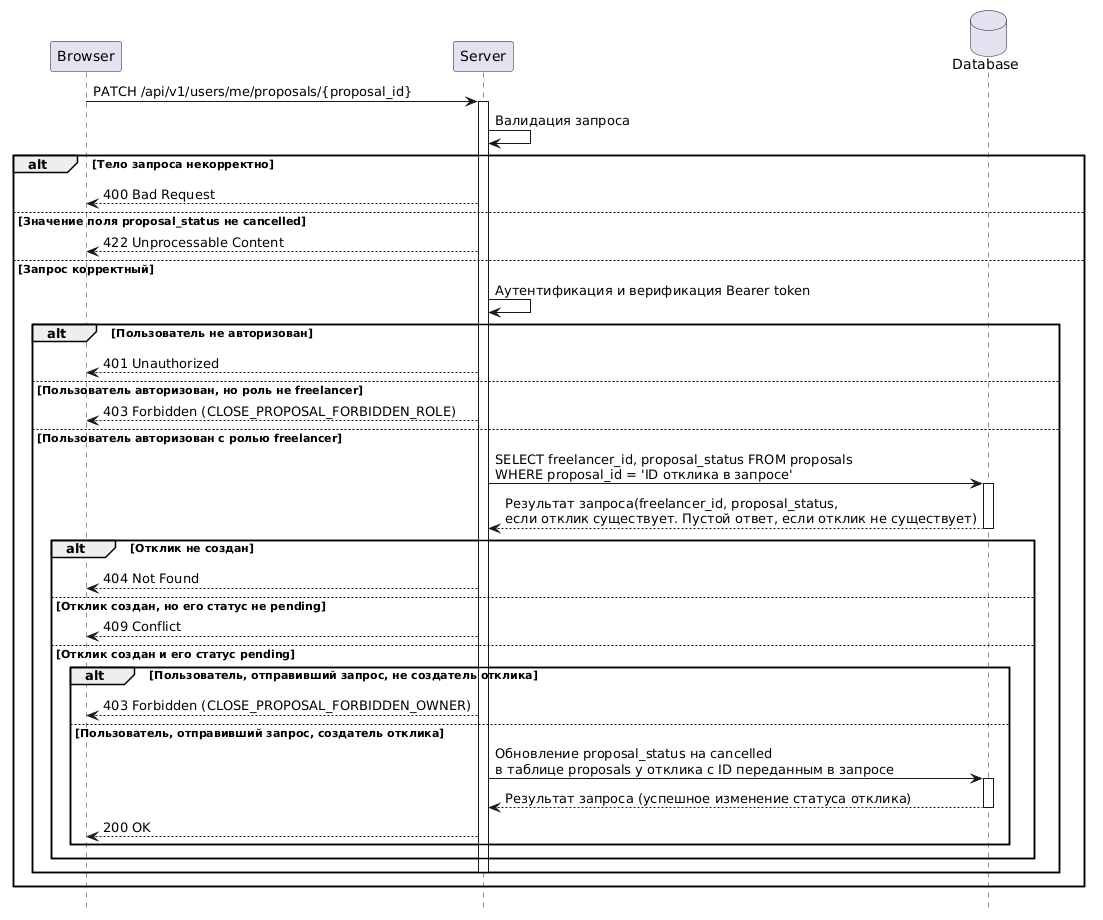 Browser
Server
Database
PATCH /api/v1/users/me/proposals/{proposal_id}
Валидация запроса
alt
[Тело запроса некорректно]
400 Bad Request
[Значение поля proposal_status не cancelled]
422 Unprocessable Content
[Запрос корректный]
Аутентификация и верификация Bearer token
alt
[Пользователь не авторизован]
401 Unauthorized
[Пользователь авторизован, но роль не freelancer]
403 Forbidden (CLOSE_PROPOSAL_FORBIDDEN_ROLE)
[Пользователь авторизован с ролью freelancer]
SELECT freelancer_id, proposal_status FROM proposals
WHERE proposal_id = 'ID отклика в запросе'
Результат запроса(freelancer_id, proposal_status,
если отклик существует. Пустой ответ, если отклик не существует)
alt
[Отклик не создан]
404 Not Found
[Отклик создан, но его статус не pending]
409 Conflict
[Отклик создан и его статус pending]
alt
[Пользователь, отправивший запрос, не создатель отклика]
403 Forbidden (CLOSE_PROPOSAL_FORBIDDEN_OWNER)
[Пользователь, отправивший запрос, создатель отклика]
Обновление proposal_status на cancelled
в таблице proposals у отклика с ID переданным в запросе
Результат запроса (успешное изменение статуса отклика)
200 OK